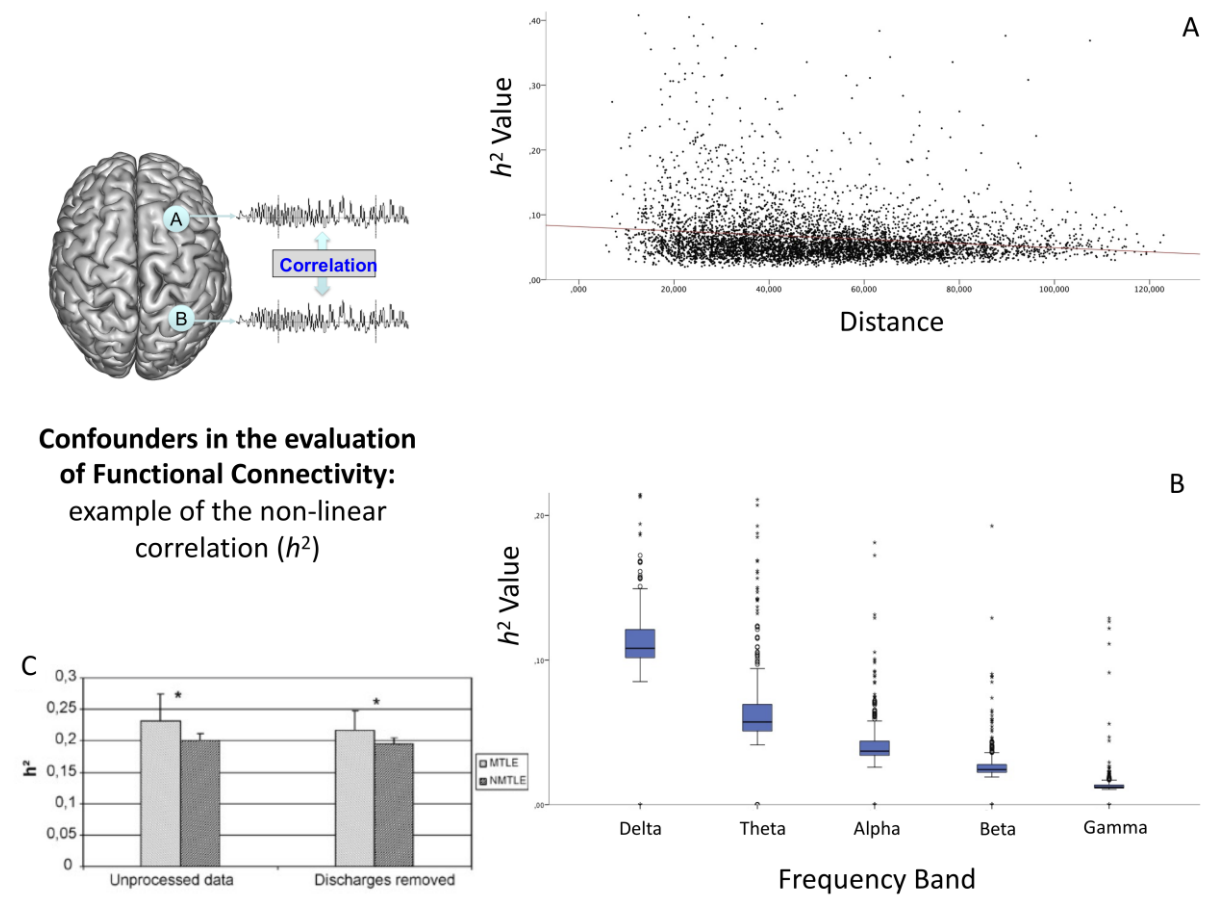 A
B
Correlation
Confounders in the evaluation
of Functional Connectivity:
example of the non-linear
correlation (h²)
A
h² Value
,40
,30
,20
,10
,00
,000
20,000
40,000
60,000
80,000
100,000
120,000
Distance
B
h² Value
,20
,10
,00
Delta
Theta
Alpha
Beta
Gamma
Frequency Band
C
h²
0,3
0,25
0,2
0,15
0,1
0,05
0
*
*
MTLE
NMTLE
Unprocessed data
Discharges removed